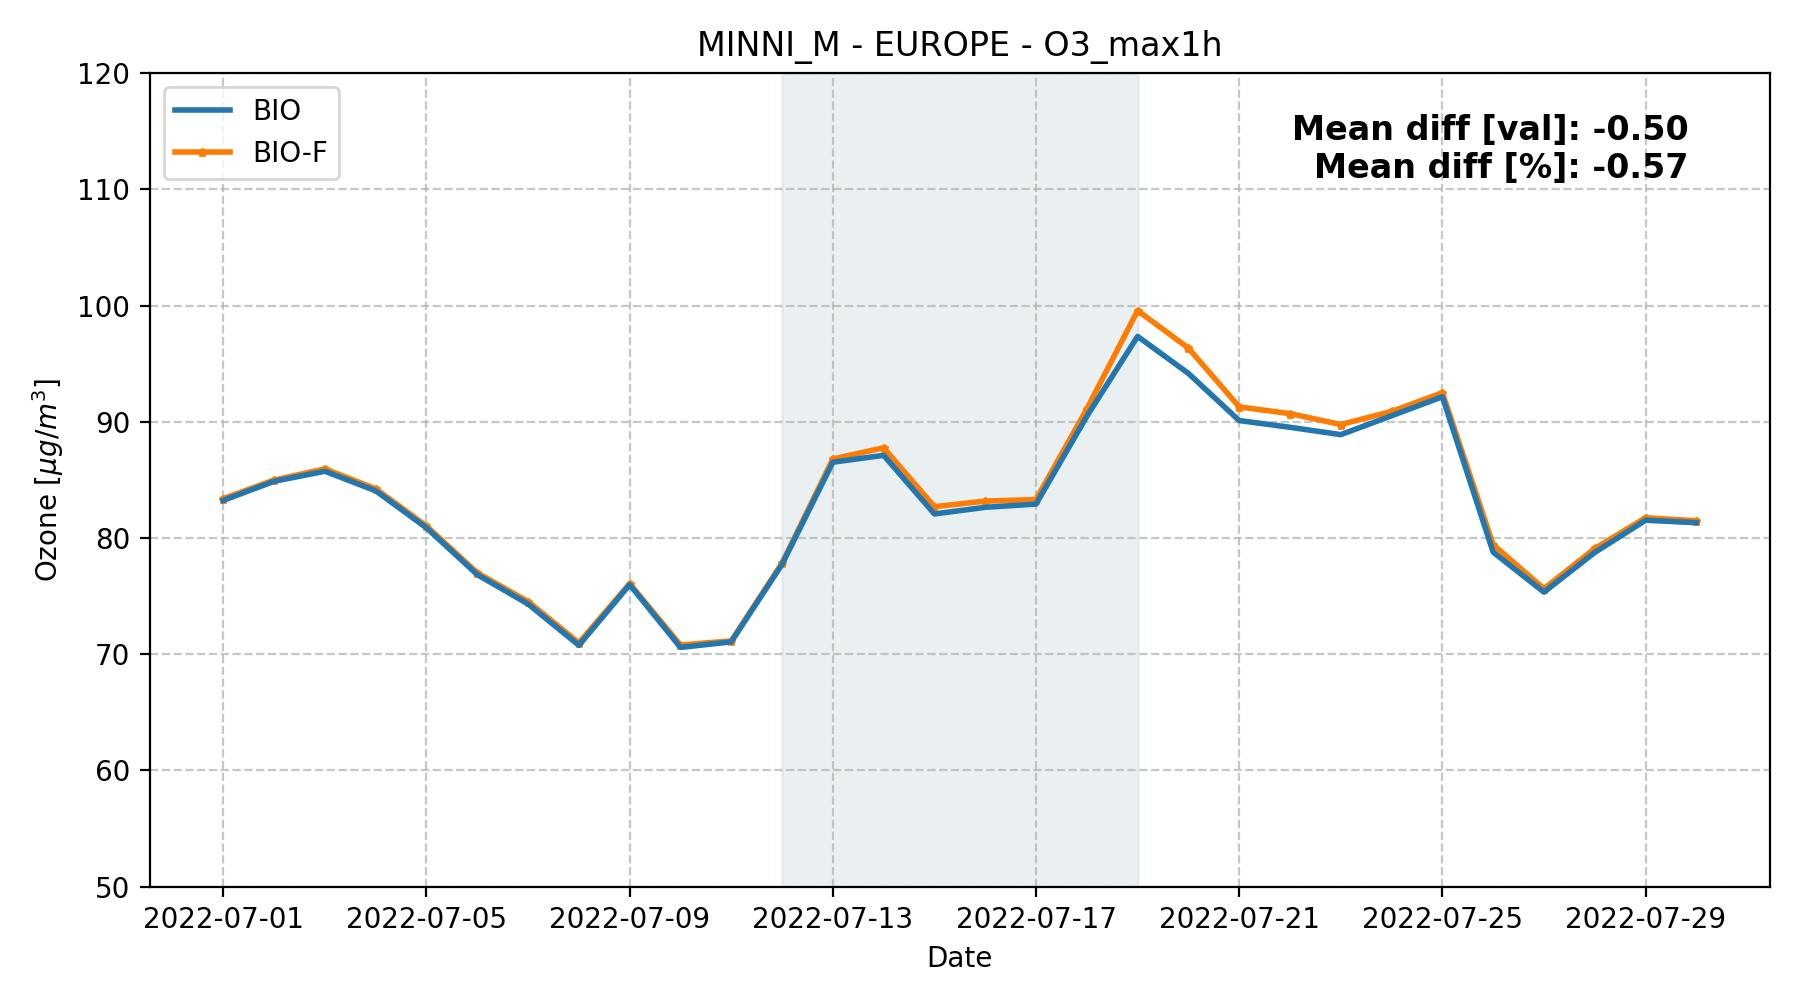 MINNI_M - EUROPE - O3_max1h
BIO
BIO-F
Mean diff [val]: -0.50
Mean diff [%]: -0.57
120
110
100
90
80
70
60
50
Ozone [μg/m³]
2022-07-01 2022-07-05 2022-07-09 2022-07-13 2022-07-17 2022-07-21 2022-07-25 2022-07-29
Date